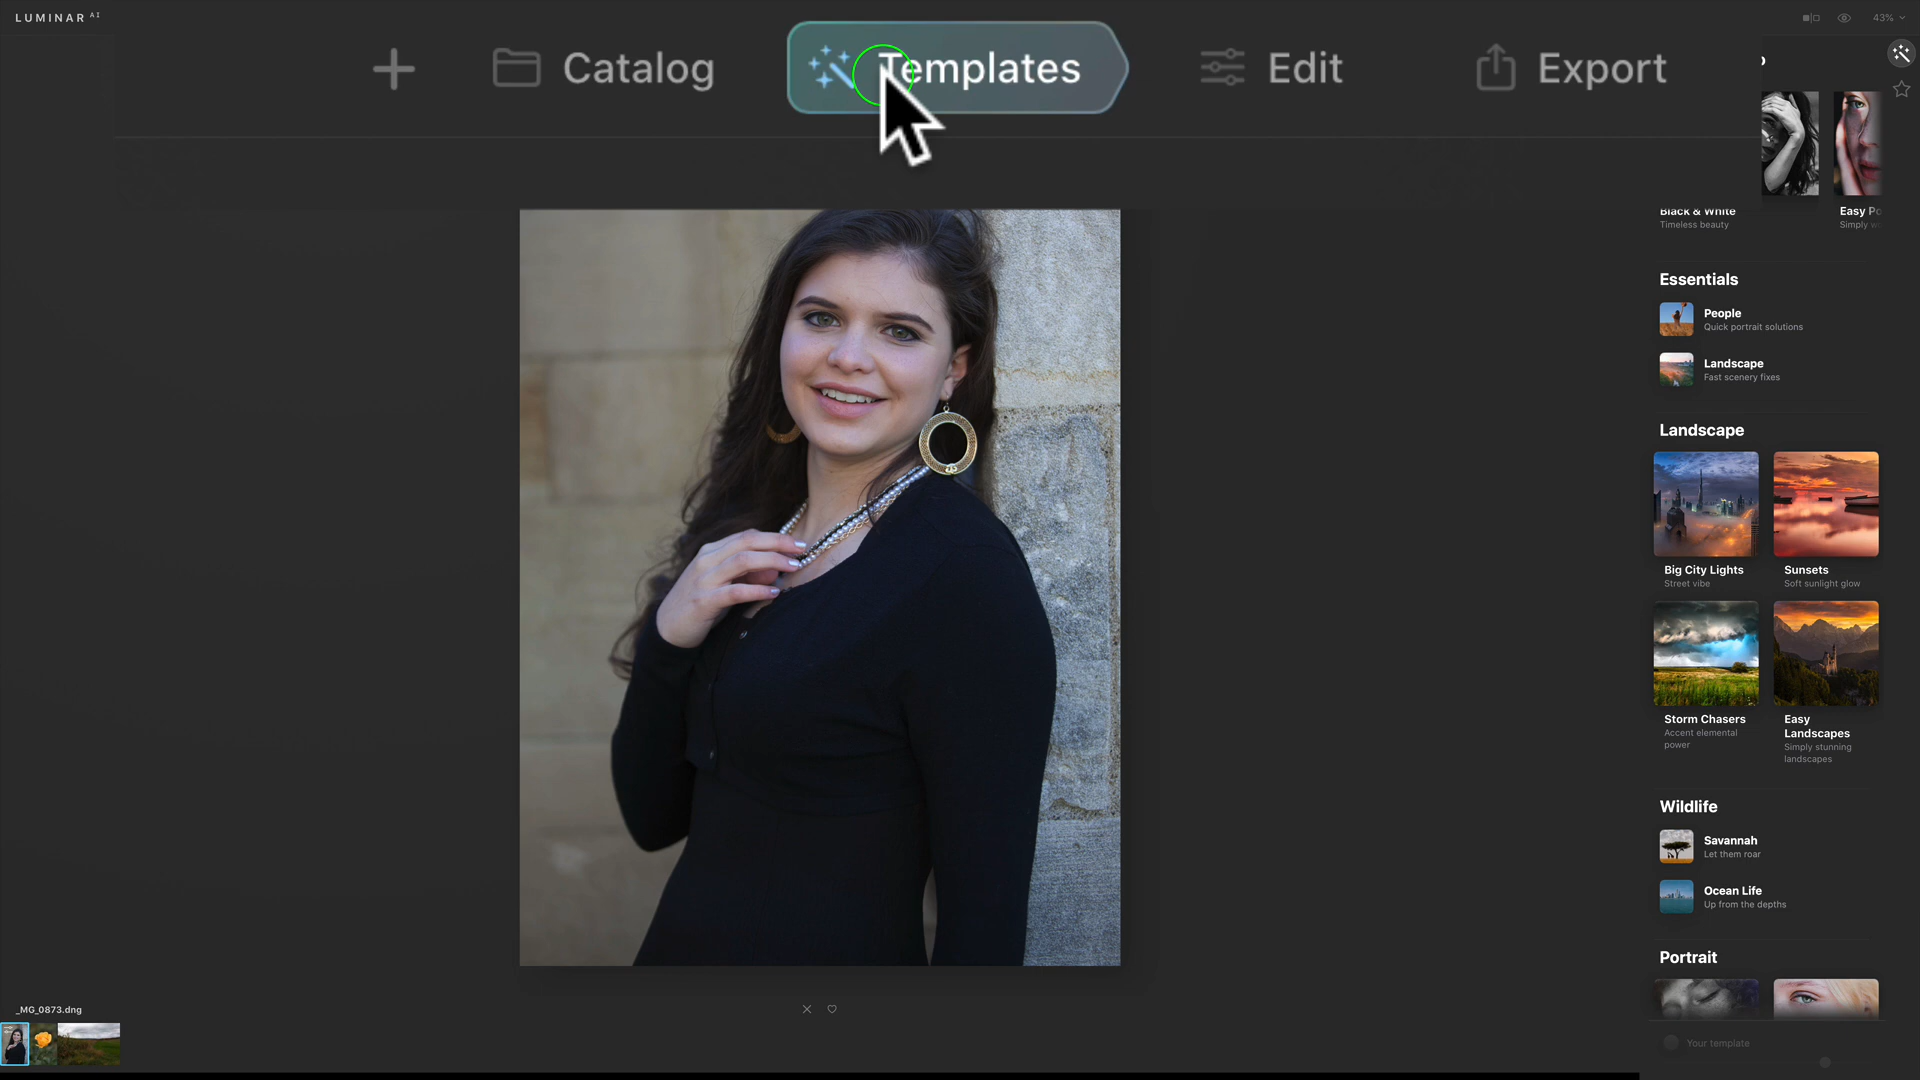 LUMINAR AI
43%
Catalog
Templates
Edit
Export
Black & White
Timeless beauty
Easy Po
Simply w
Essentials
People
Quick portrait solutions
Landscape
Fast scenery fixes
Landscape
Big City Lights
Street vibe
Sunsets
Soft sunlight glow
Storm Chasers
Accent elemental
power
Easy
Landscapes
Simply stunning
landscapes
Wildlife
Savannah
Let them roar
Ocean Life
Up from the depths
Portrait
_MG_0873.dng
Your template